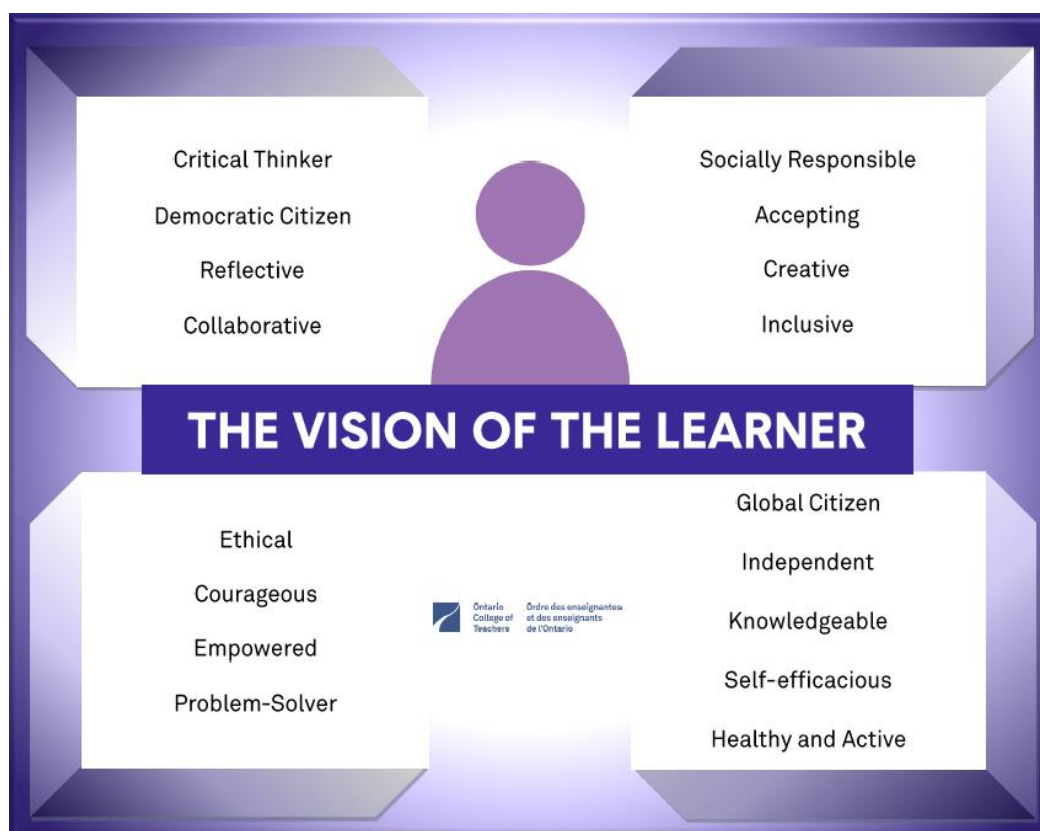 Critical Thinker
Democratic Citizen
Reflective
Collaborative
Socially Responsible
Accepting
Creative
Inclusive
THE VISION OF THE LEARNER
Ethical
Courageous
Empowered
Problem-Solver
Ontario
College of
Teachers
Ordre des enseignantes
et des enseignants
de l'Ontario
Global Citizen
Independent
Knowledgeable
Self-efficacious
Healthy and Active